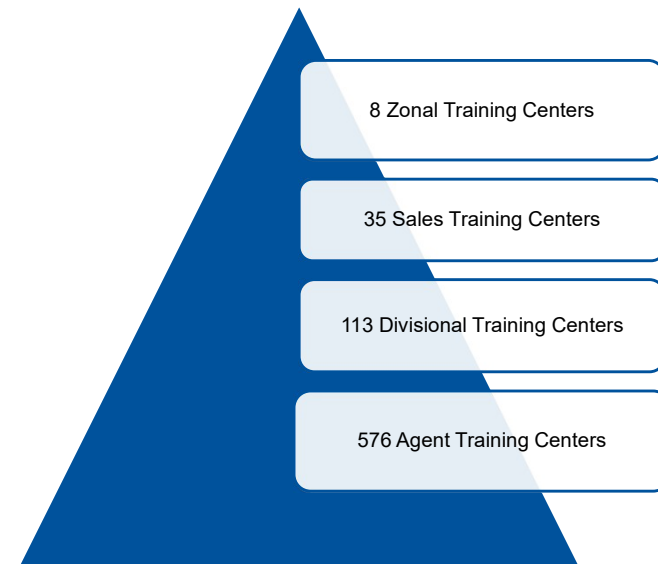 8 Zonal Training Centers
35 Sales Training Centers
113 Divisional Training Centers
576 Agent Training Centers